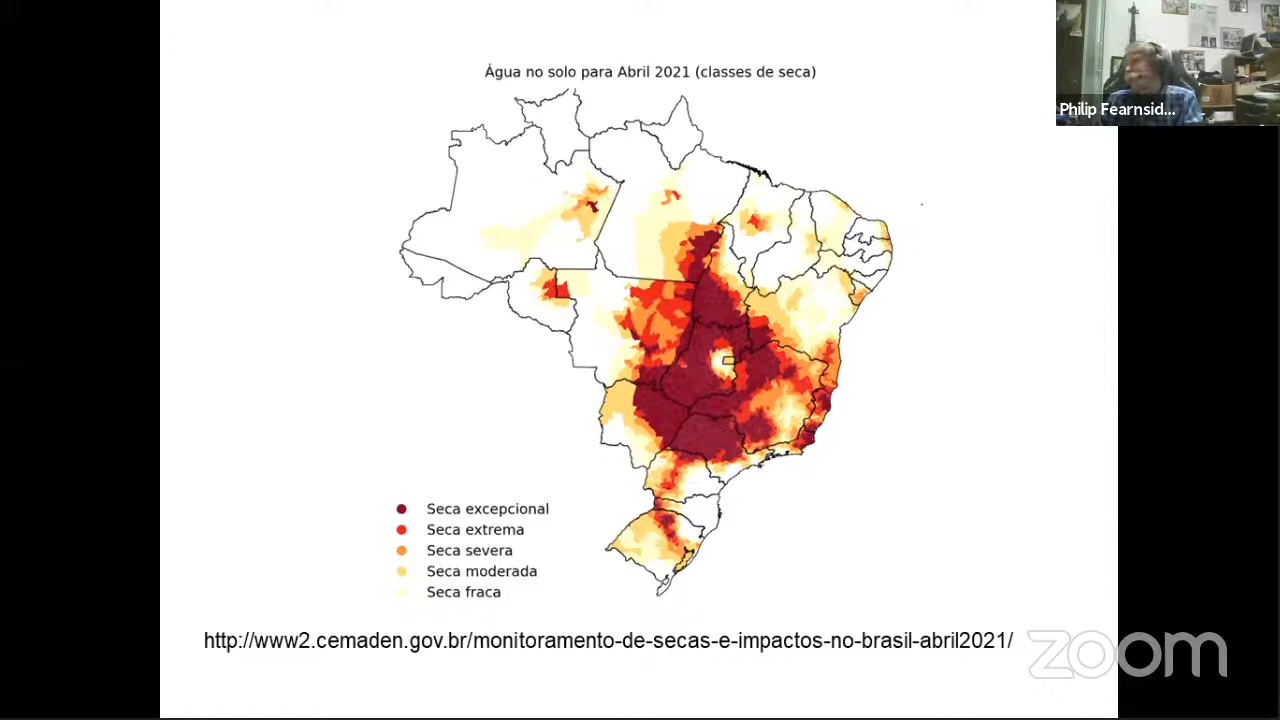 Água no solo para Abril 2021 (classes de seca)
Philip Fearnsid...
Seca excepcional
Seca extrema
Seca severa
Seca moderada
Seca fraca
http://www2.cemaden.gov.br/monitoramento-de-secas-e-impactos-no-brasil-abril2021/
zoom